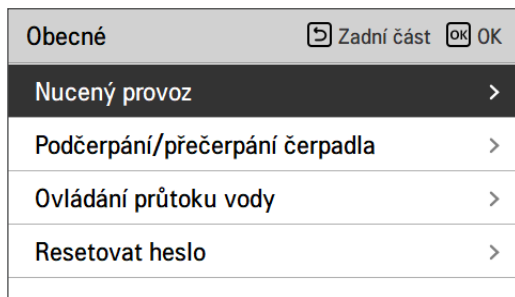 Obecné Zadní část OK OK
Nucený provoz
Podčerpání/přečerpání čerpadla
Ovládání průtoku vody
Resetovat heslo